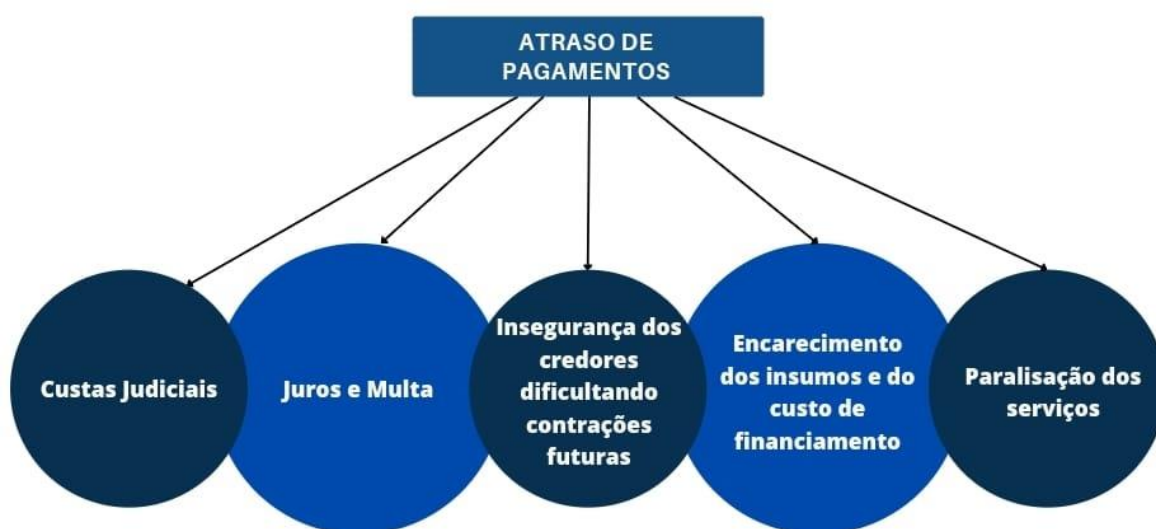 ATRASO DE
PAGAMENTOS
Custas Judiciais
Juros e Multa
Insegurança dos
credores
dificultando
contrações
futuras
Encarecimento
dos insumos e do
custo de
financiamento
Paralisação dos
serviços